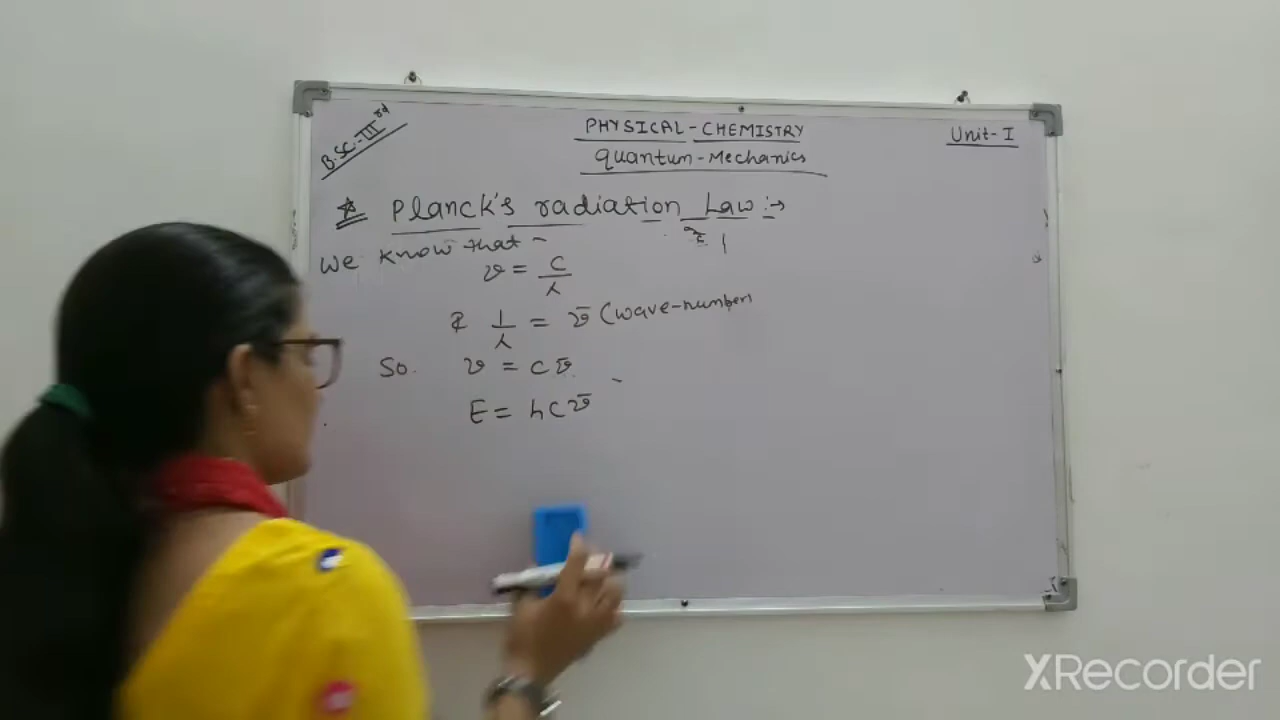 B.SC-III rd
PHYSICAL-CHEMISTRY
Quantum-Mechanics
Unit-I
Planck's radiation Law :→
We know that -
ν = C/λ
& 1/λ = ν̄ (wave-number)
So. ν = Cν̄
E = hCν̄
XRecorder